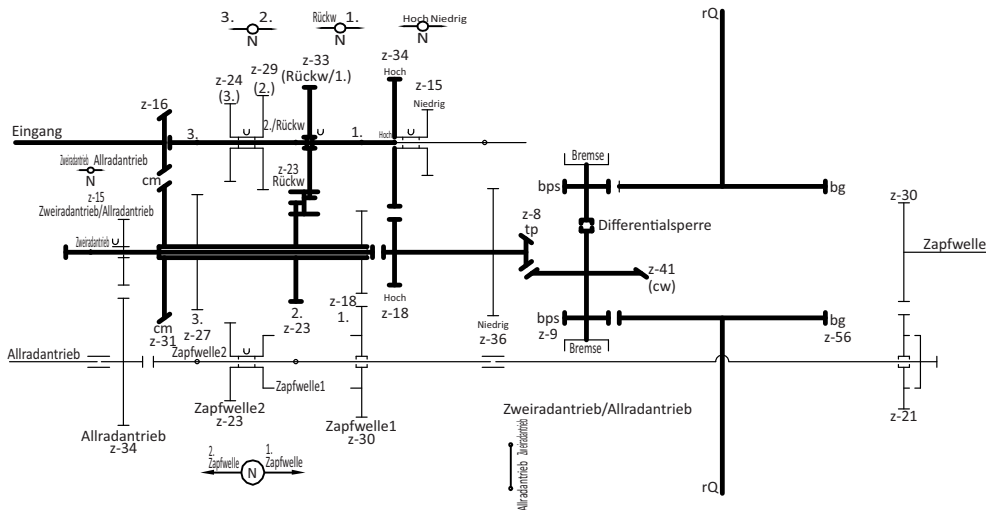 3. 2.
N
Rückw 1.
N
Hoch Niedrig
N
rQ
z-33
(Rückw/1.)
z-34
Hoch
z-29
(2.)
z-24
(3.)
z-15
Niedrig
z-16
2./Rückw
Eingang
3.
1.
Hoch
Zweiradantrieb Allradantrieb
N
cm
z-23
Rückw
Bremse
bps
bg
z-15
Zweiradantrieb/Allradantrieb
z-30
z-8
tp
Differentialsperre
Zweiradantrieb
Zapfwelle
z-41
(cw)
Hoch
z-18
z-18
1.
2.
z-23
3.
z-27
cm
z-31
Niedrig
z-36
bps
z-9
bg
z-56
Bremse
Allradantrieb
Zapfwelle2
Zapfwelle1
Zapfwelle2
z-23
Zapfwelle1
z-30
Zweiradantrieb/Allradantrieb
z-21
Allradantrieb
z-34
2.
Zapfwelle
N
1.
Zapfwelle
Allradantrieb Zweiradantrieb
rQ